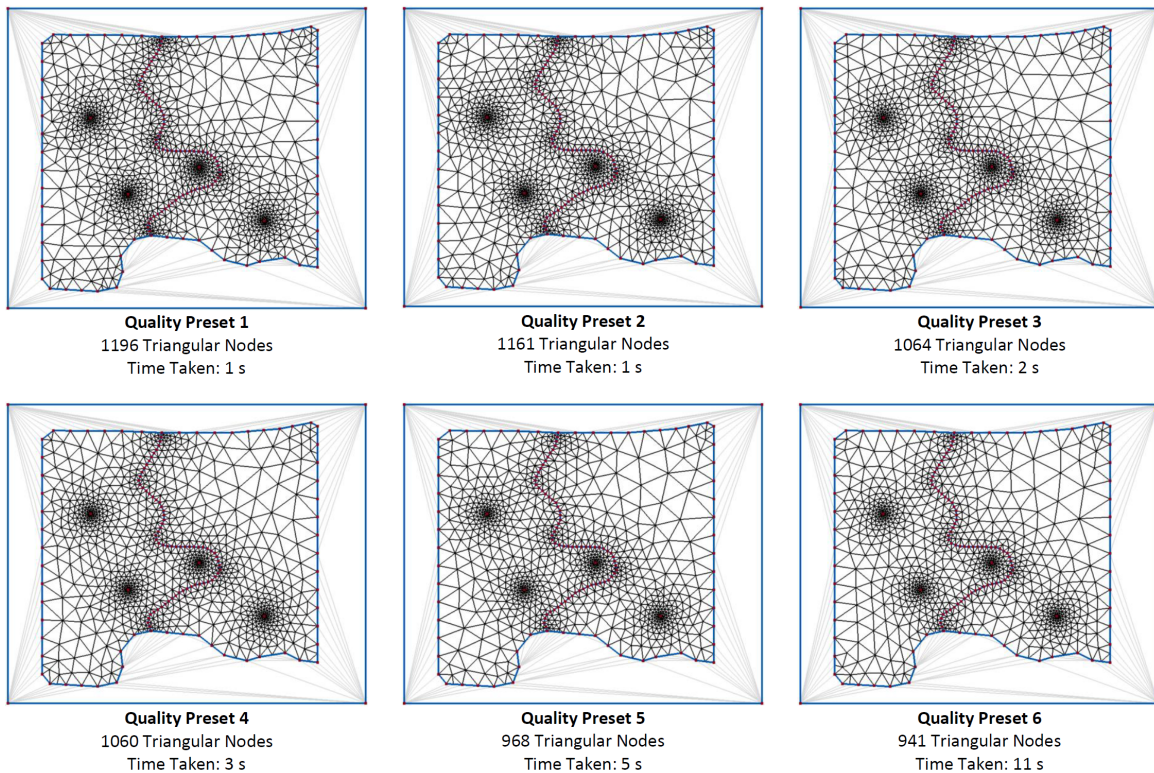 Quality Preset 1
1196 Triangular Nodes
Time Taken: 1 s
Quality Preset 2
1161 Triangular Nodes
Time Taken: 1 s
Quality Preset 3
1064 Triangular Nodes
Time Taken: 2 s
Quality Preset 4
1060 Triangular Nodes
Time Taken: 3 s
Quality Preset 5
968 Triangular Nodes
Time Taken: 5 s
Quality Preset 6
941 Triangular Nodes
Time Taken: 11 s